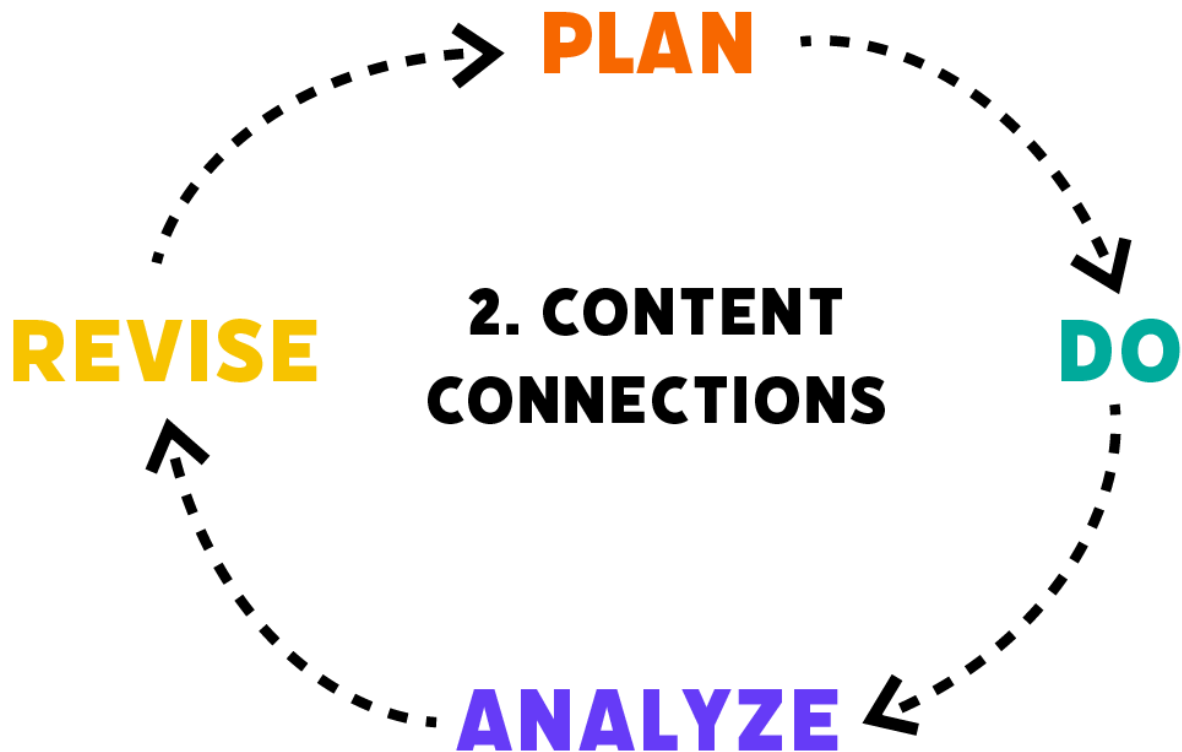 PLAN
REVISE
2. CONTENT
CONNECTIONS
DO
ANALYZE